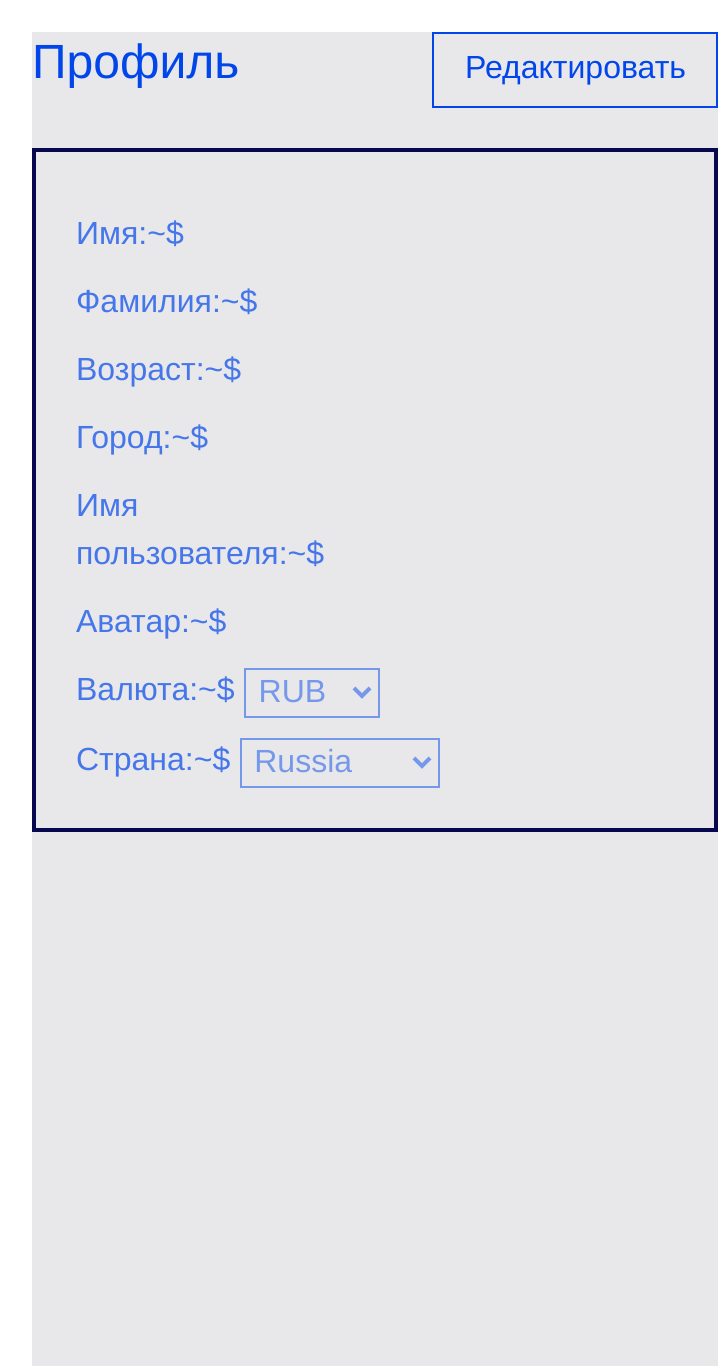 Профиль
Редактировать
Имя:~$
Фамилия:~$
Возраст:~$
Город:~$
Имя
пользователя:~$
Аватар:~$
Валюта:~$ RUB
Страна:~$ Russia